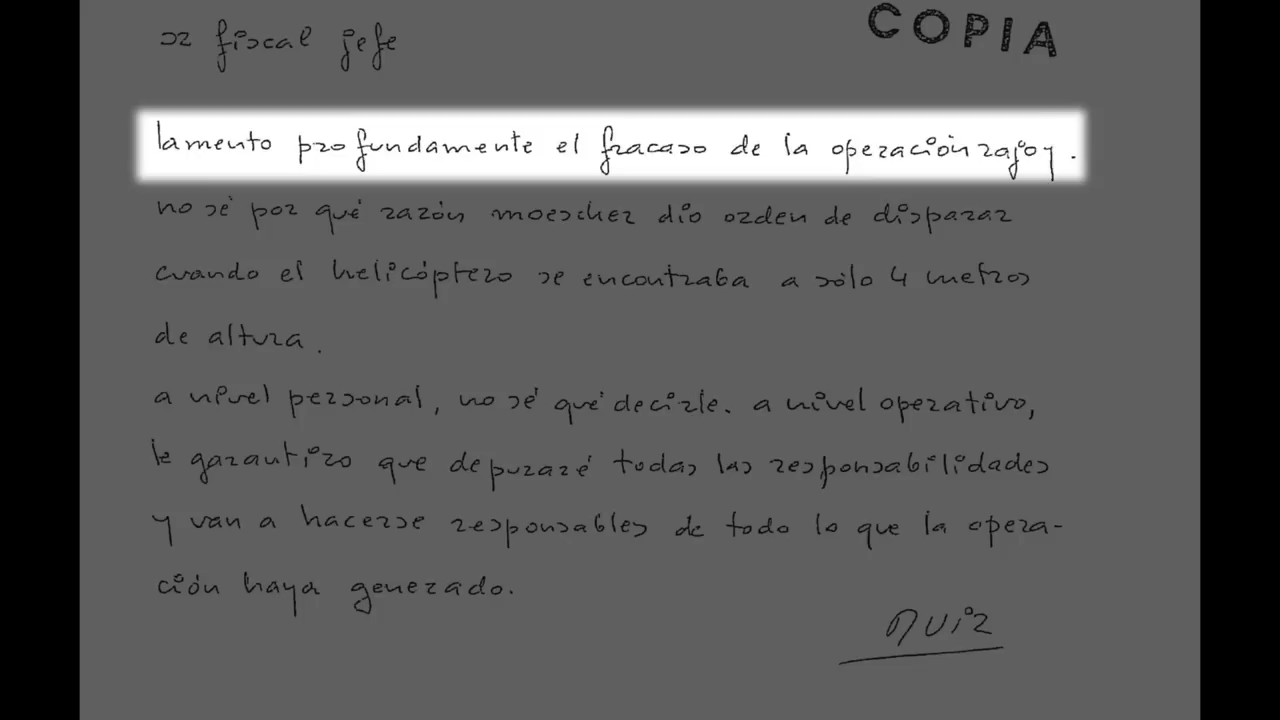 sr fiscal jefe
COPIA
lamento profundamente el fracaso de la operación rajoy.
no sé por qué razón moescher dio orden de disparar
cuando el helicóptero se encontraba a sólo 4 metros
de altura.
a nivel personal, no sé qué decirle. a nivel operativo,
le garantizo que depuraré todas las responsabilidades
y van a hacerse responsables de todo lo que la opera-
ción haya generado.
RUIZ